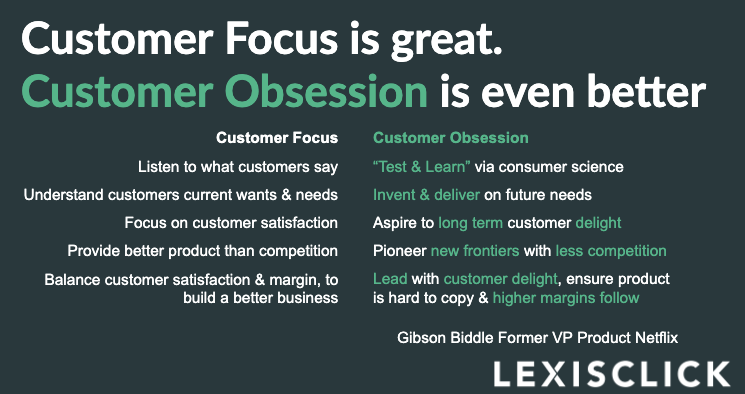 Customer Focus is great.
Customer Obsession is even better
Customer Focus
Listen to what customers say
Understand customers current wants & needs
Focus on customer satisfaction
Provide better product than competition
Balance customer satisfaction & margin, to
build a better business
Customer Obsession
“Test & Learn” via consumer science
Invent & deliver on future needs
Aspire to long term customer delight
Pioneer new frontiers with less competition
Lead with customer delight, ensure product
is hard to copy & higher margins follow
Gibson Biddle Former VP Product Netflix
LEXISCLICK